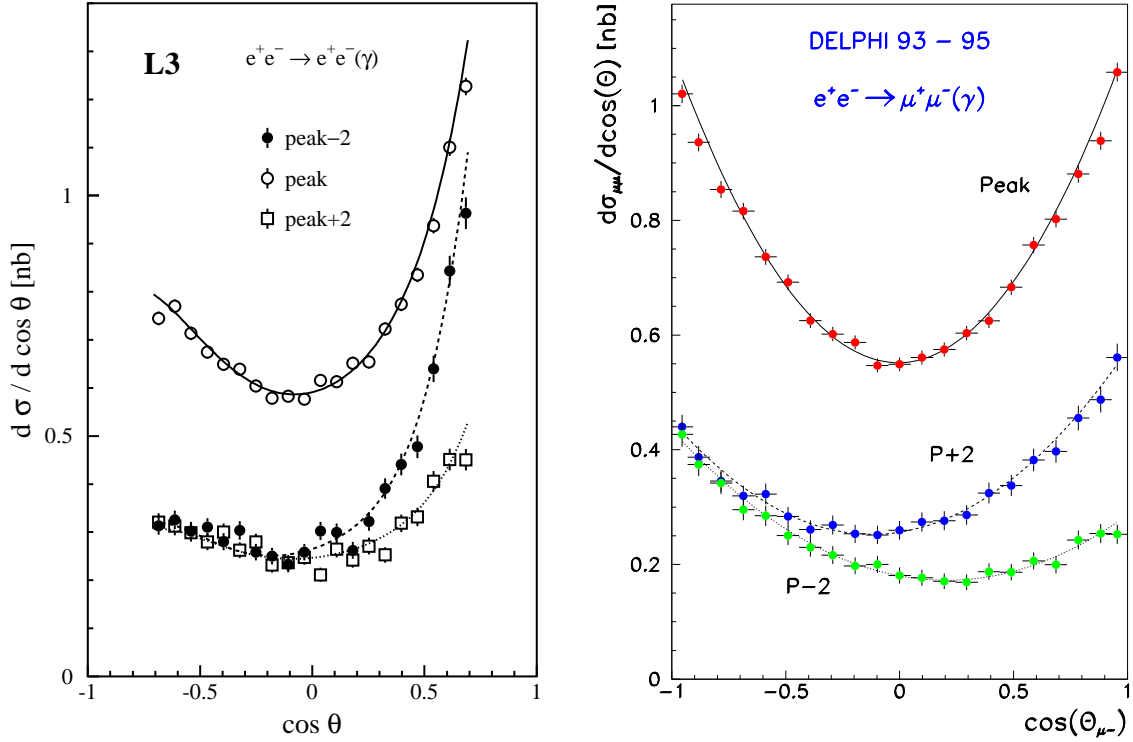 L3
e⁺e⁻ → e⁺e⁻(γ)
peak−2
peak
peak+2
1
0.5
0
-1
-0.5
0
0.5
1
cos θ
d σ / d cos θ [nb]
DELPHI 93 − 95
e⁺e⁻→μ⁺μ⁻(γ)
Peak
P+2
P−2
1
0.8
0.6
0.4
0.2
0
-1
-0.5
0
0.5
1
cos(Θμ−)
dσμμ/dcos(Θ) [nb]